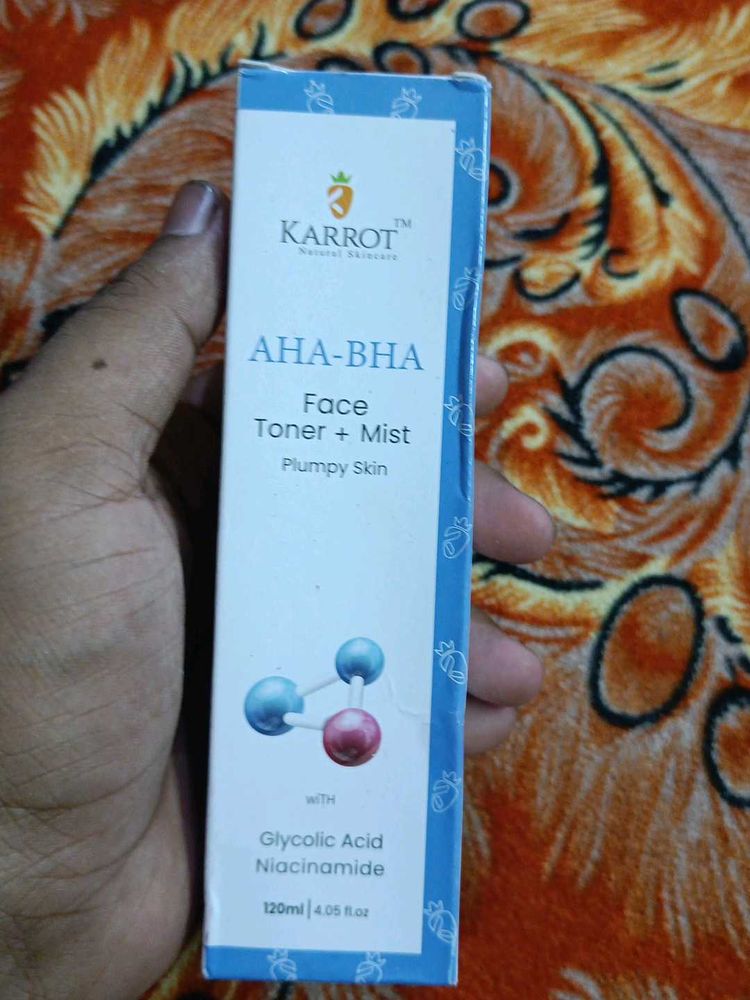 KARROT™
Natural Skincare
AHA-BHA
Face
Toner + Mist
Plumpy Skin
wiTH
Glycolic Acid
Niacinamide
120ml | 4.05 fl.oz